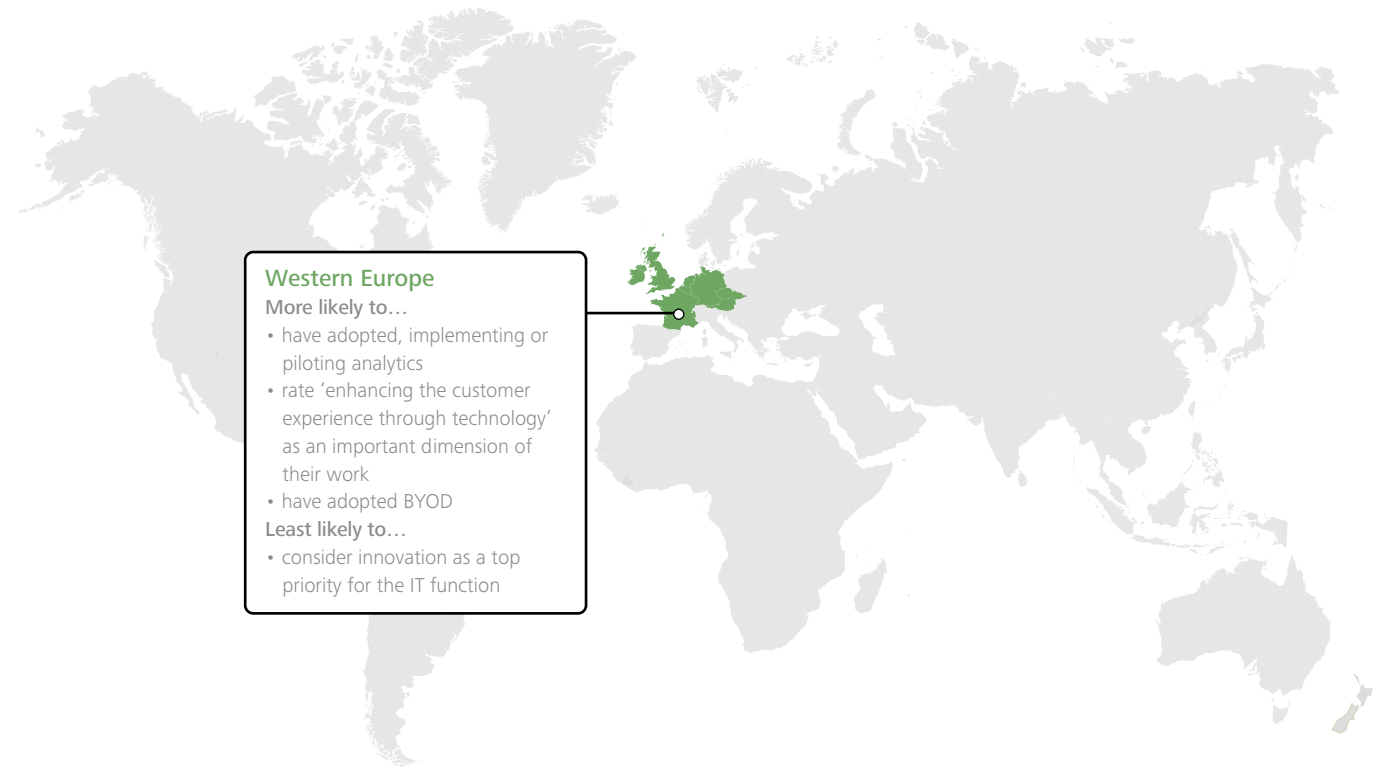 Western Europe
More likely to…
• have adopted, implementing or
piloting analytics
• rate ‘enhancing the customer
experience through technology’
as an important dimension of
their work
• have adopted BYOD
Least likely to…
• consider innovation as a top
priority for the IT function